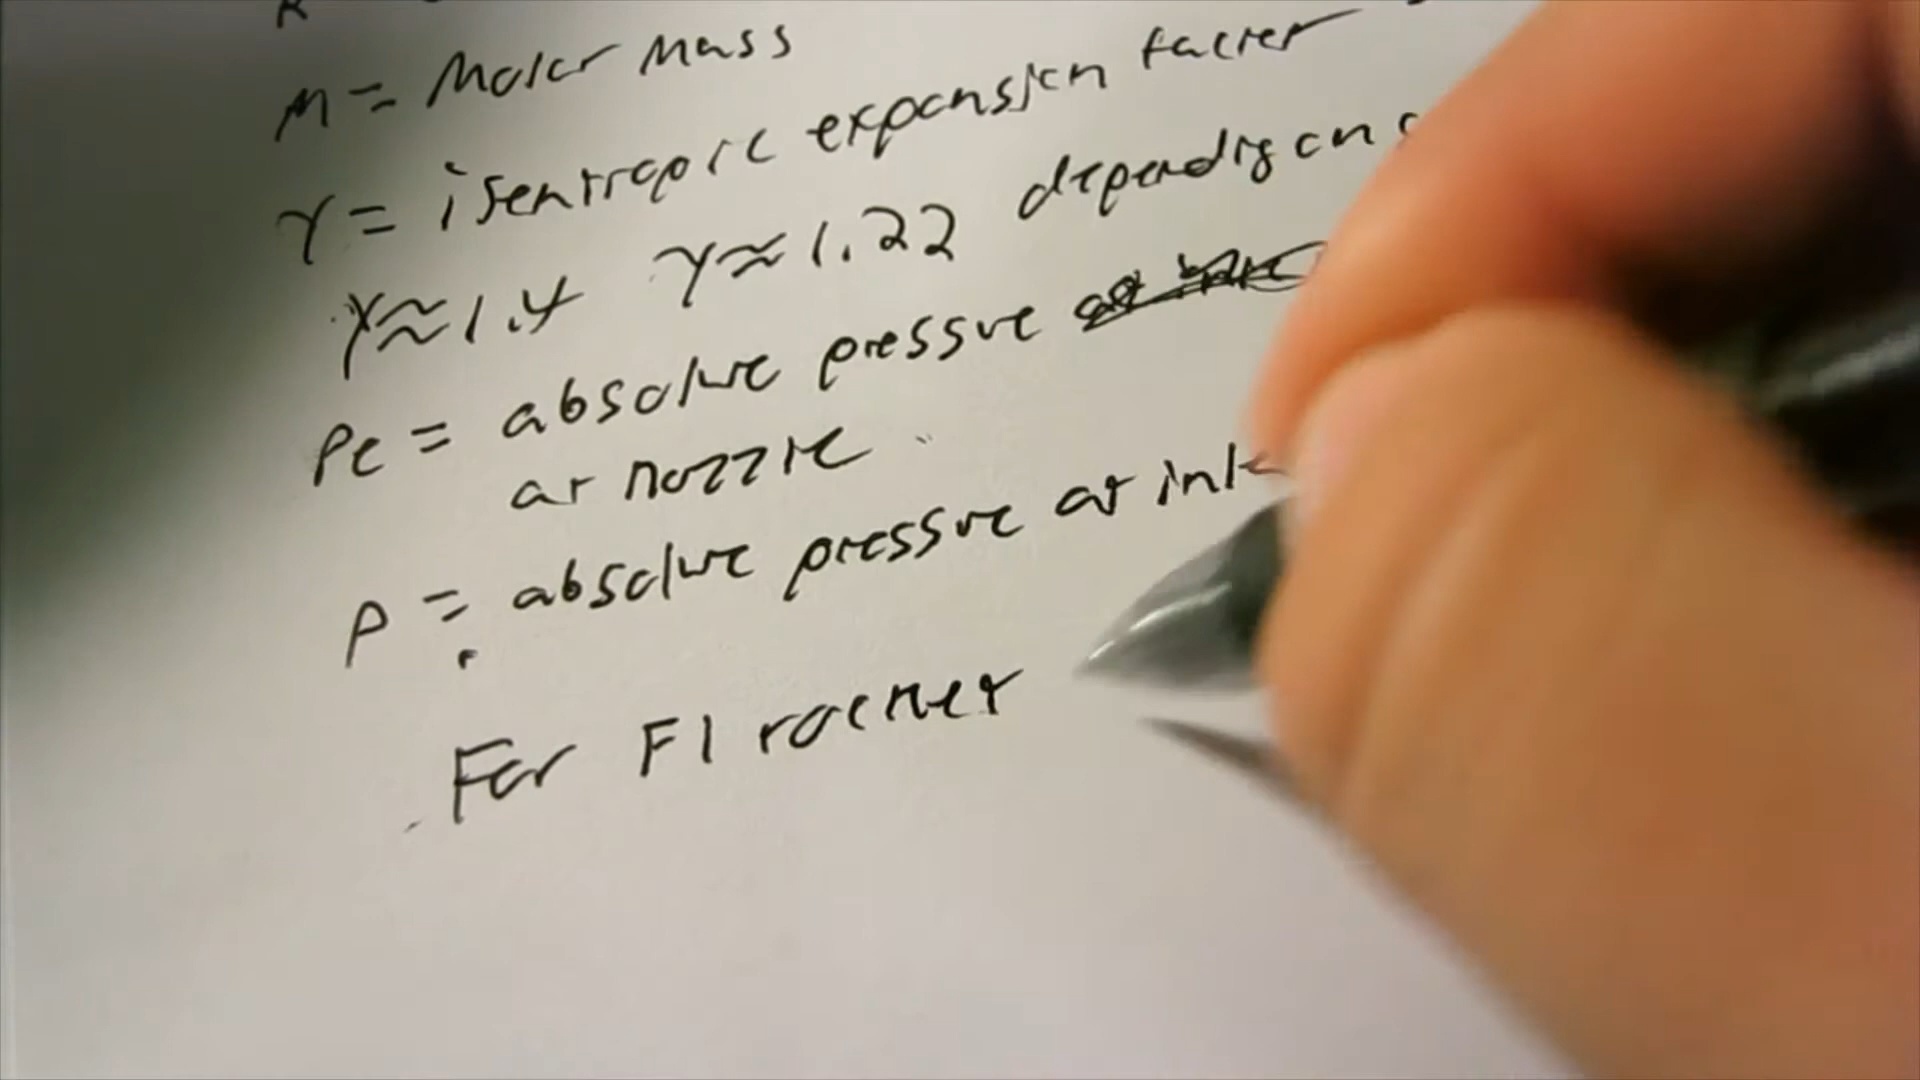 M = Molar Mass
γ = isentropic expansion factor
γ≈1.4 γ≈1.22 depending on
Pe = absolute pressure
at nozzle
P = absolute pressure at inle
For F1 rocket